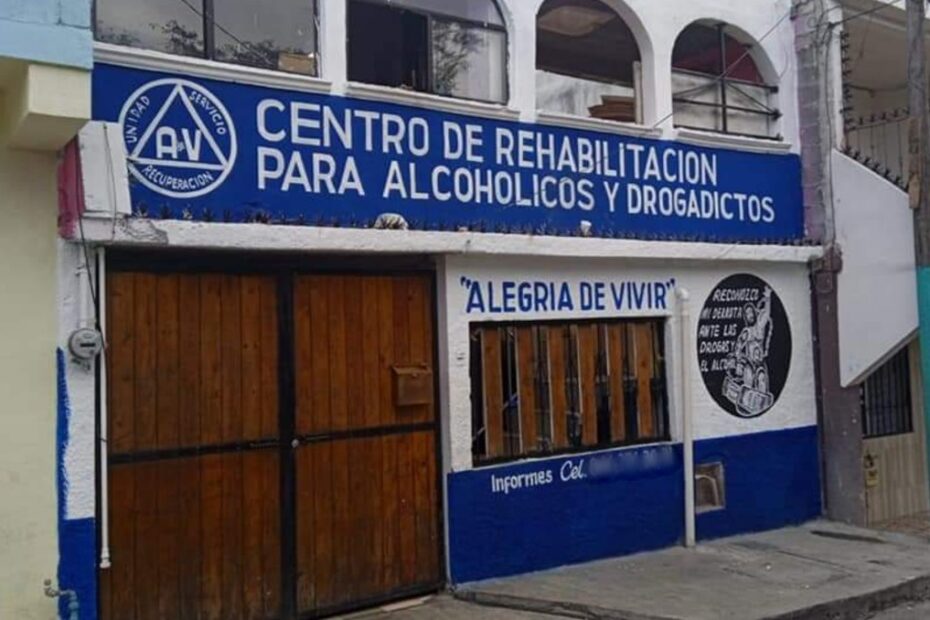 UNIDAD SERVICIO
RECUPERACIÓN
CENTRO DE REHABILITACION
PARA ALCOHOLICOS Y DROGADICTOS
"ALEGRIA DE VIVIR"
RECONOZCO
MI DERROTA
ANTE LAS
DROGAS Y
EL ALCOHOL
Informes Cel.